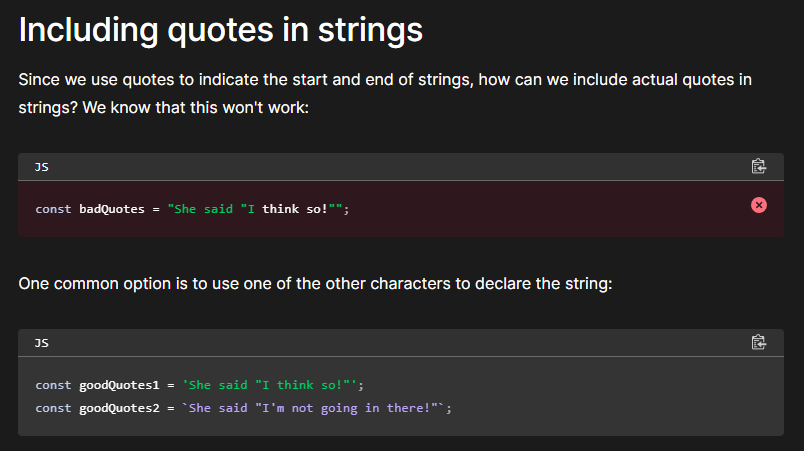 Including quotes in strings
Since we use quotes to indicate the start and end of strings, how can we include actual quotes in
strings? We know that this won't work:
JS
const badQuotes = "She said "I think so!"";
One common option is to use one of the other characters to declare the string:
JS
const goodQuotes1 = 'She said "I think so!"';
const goodQuotes2 = `She said "I'm not going in there!"`;